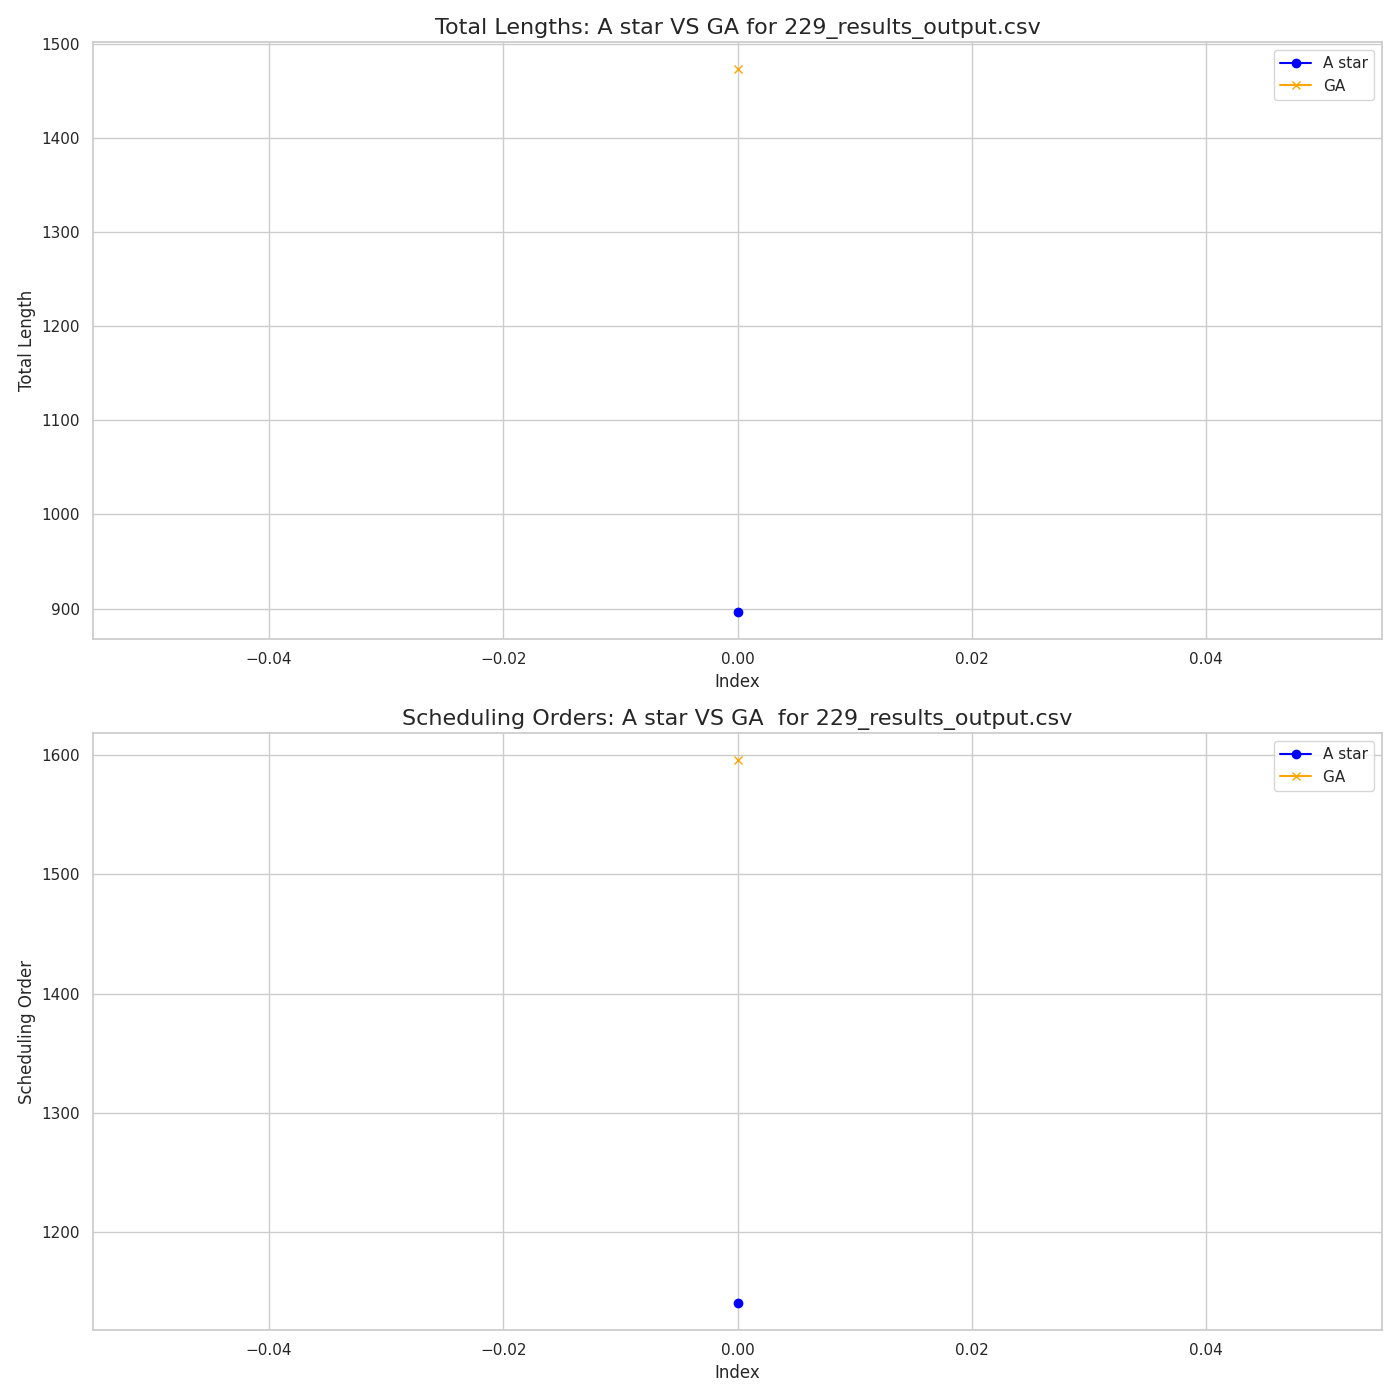 Total Lengths: A star VS GA for 229_results_output.csv
1500
A star
GA
1400
1300
1200
Total Length
1100
1000
900
−0.04
−0.02
0.00
0.02
0.04
Index
Scheduling Orders: A star VS GA  for 229_results_output.csv
1600
A star
GA
1500
1400
Scheduling Order
1300
1200
−0.04
−0.02
0.00
0.02
0.04
Index